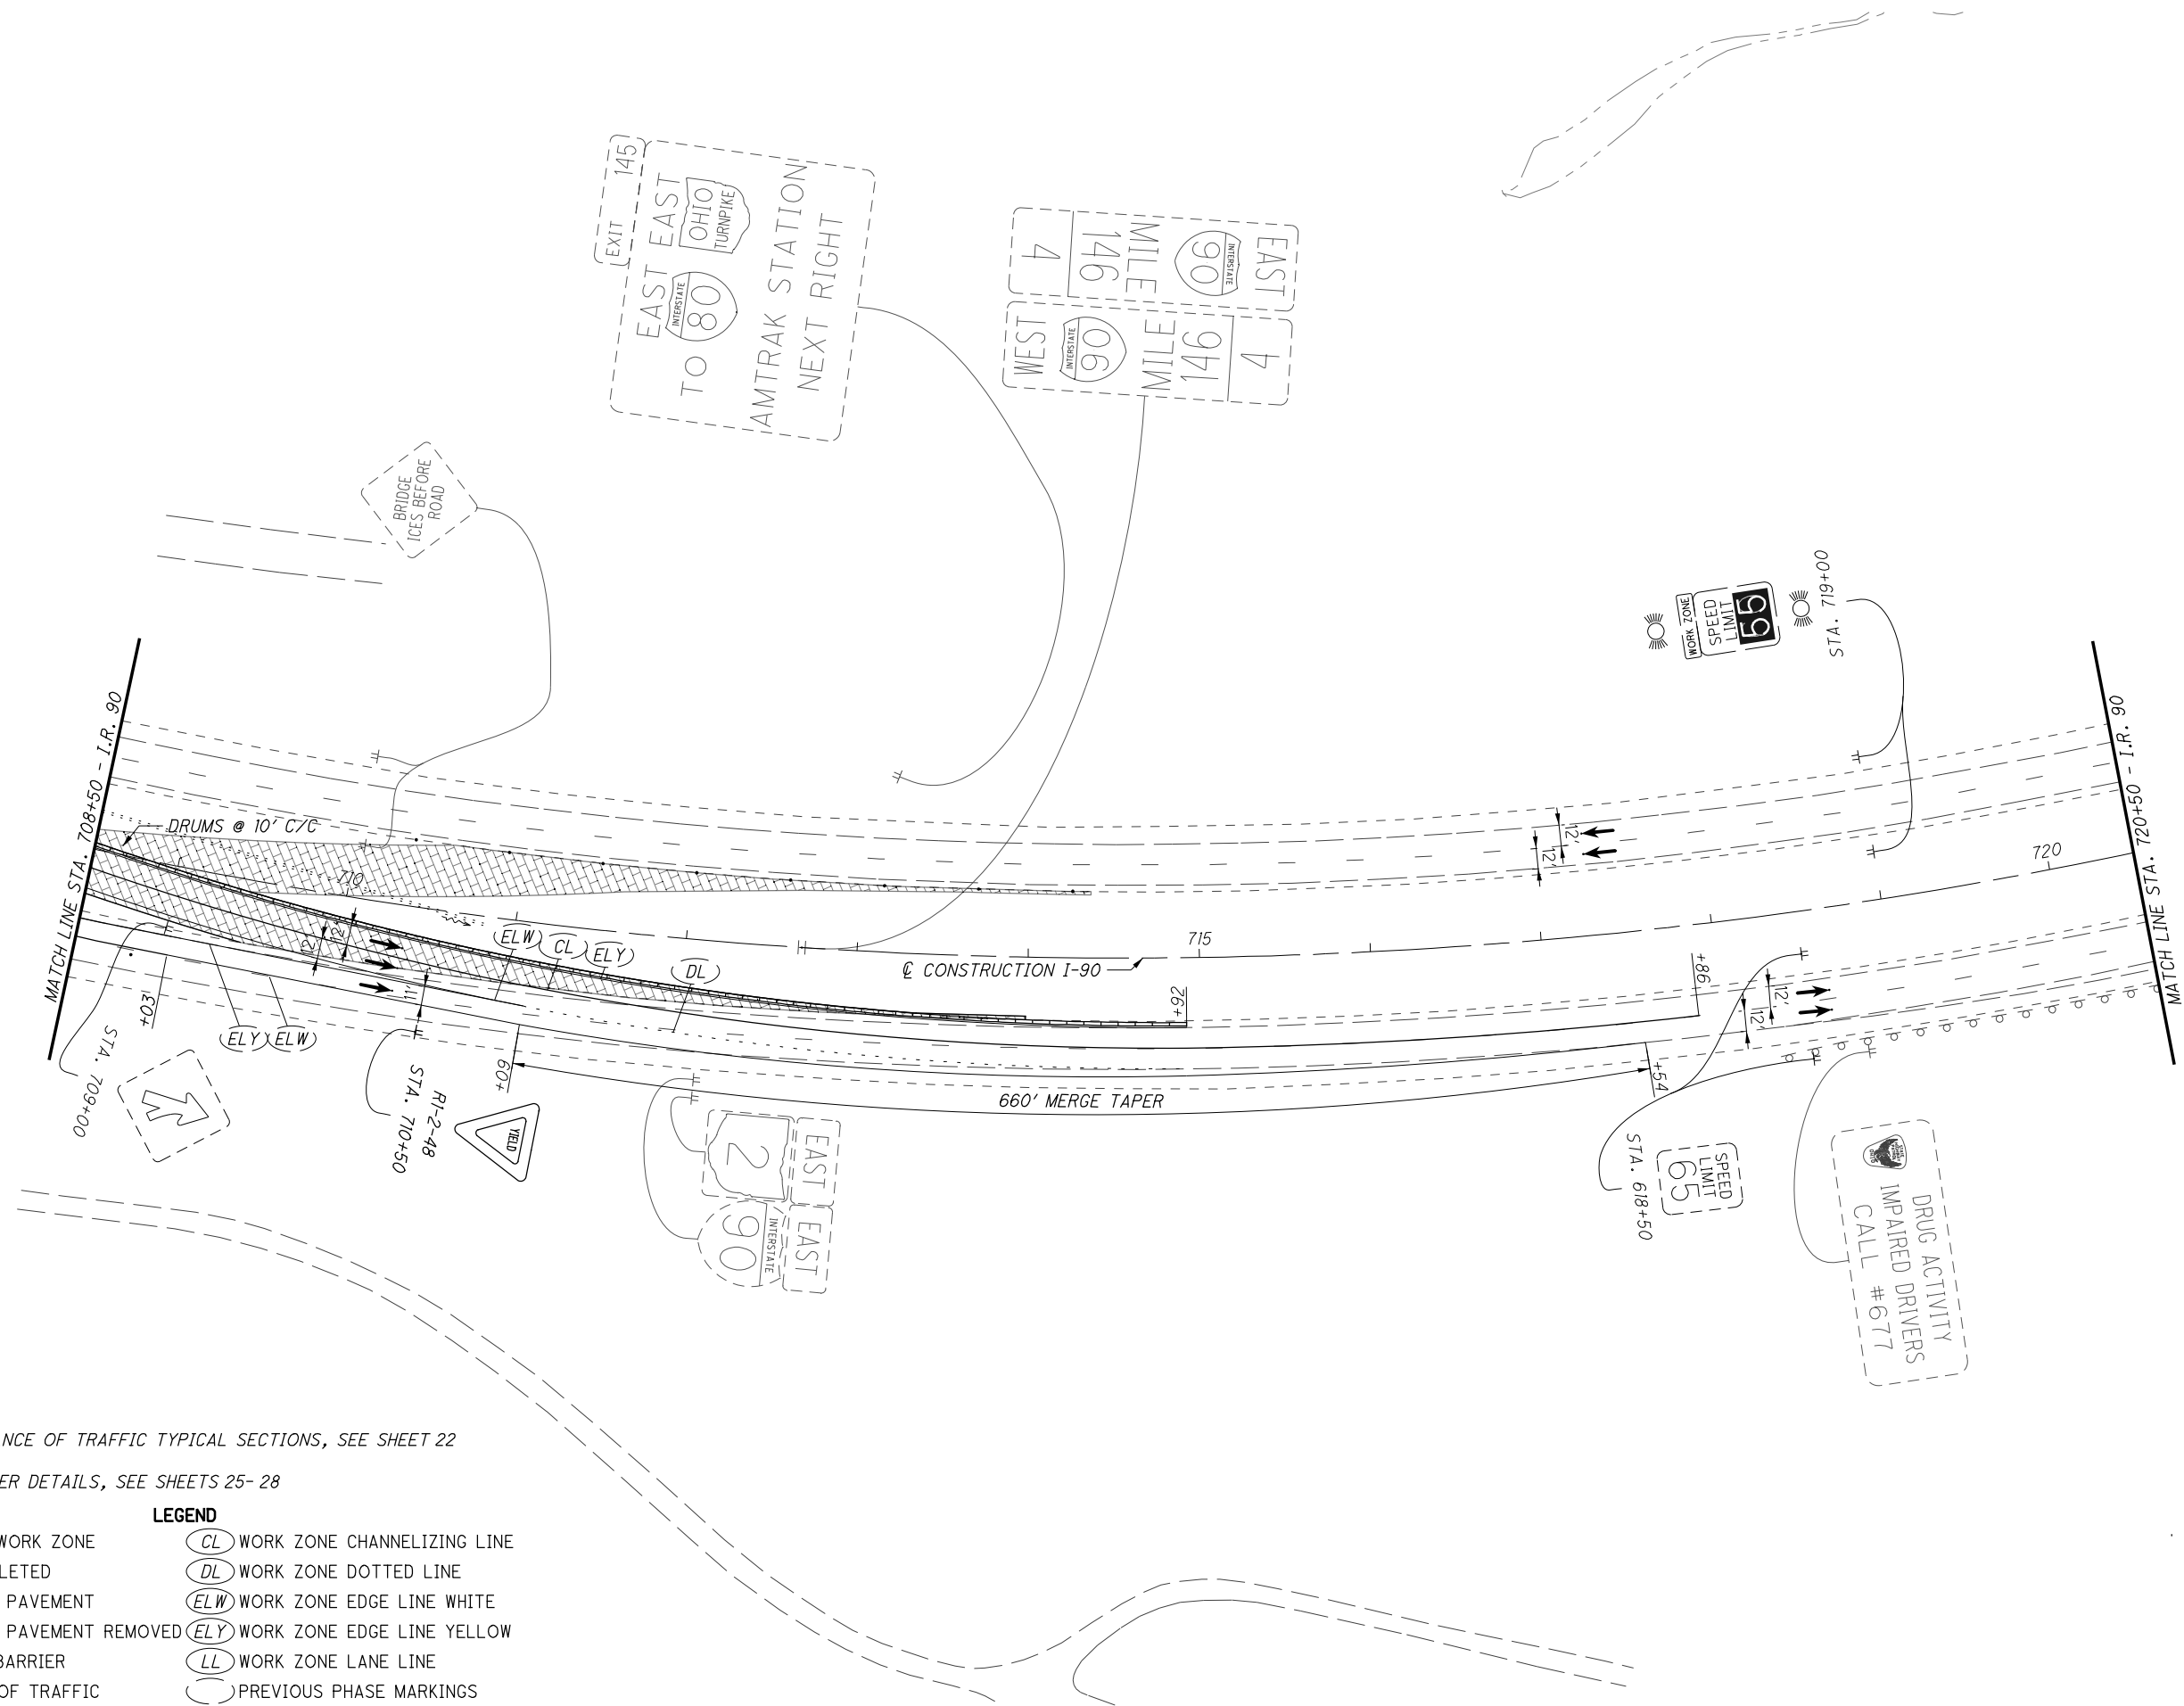 EXIT 145
EAST EAST
OHIO
TURNPIKE
TO
INTERSTATE
80
AMTRAK STATION
NEXT RIGHT
EAST
INTERSTATE
90
MILE
146
4
WEST
INTERSTATE
90
MILE
146
4
BRIDGE
ICES BEFORE
ROAD
WORK ZONE
SPEED
LIMIT
55
STA. 719+00
MATCH LINE STA. 708+50 - I.R. 90
DRUMS @ 10' C/C
710
12'
12'
11'
ELW
CL
ELY
DL
715
℄ CONSTRUCTION I-90
+92
12'
12'
+86
12'
12'
720
MATCH LINE STA. 720+50 - I.R. 90
+03
ELY
ELW
STA. 709+00
R1-2-48
STA. 710+50
YIELD
+60
660' MERGE TAPER
+54
EAST
2
EAST
INTERSTATE
90
STA. 618+50
SPEED
LIMIT
65
DRUG ACTIVITY
IMPAIRED DRIVERS
CALL #677
NCE OF TRAFFIC TYPICAL SECTIONS, SEE SHEET 22
ER DETAILS, SEE SHEETS 25-28
LEGEND
WORK ZONE
CL WORK ZONE CHANNELIZING LINE
LETED
DL WORK ZONE DOTTED LINE
PAVEMENT
ELW WORK ZONE EDGE LINE WHITE
PAVEMENT REMOVED
ELY WORK ZONE EDGE LINE YELLOW
BARRIER
LL WORK ZONE LANE LINE
OF TRAFFIC
PREVIOUS PHASE MARKINGS